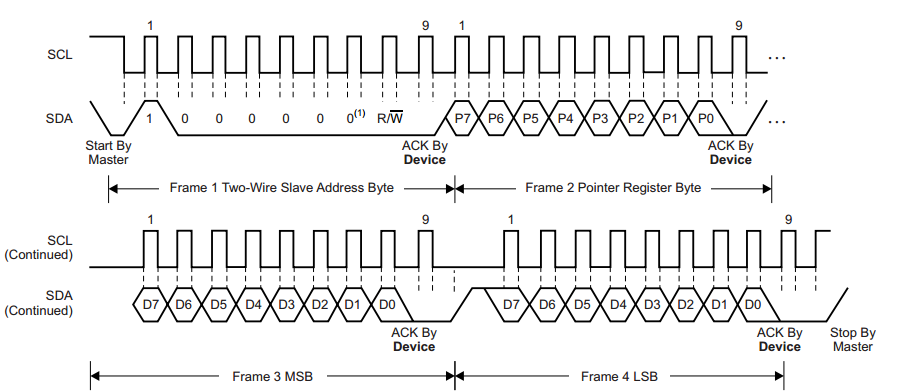 1 9 1 9
SCL ...
SDA 1 0 0 0 0 0 0(1) R/W̅ P7 P6 P5 P4 P3 P2 P1 P0 ...
Start By
Master
ACK By
Device
ACK By
Device
Frame 1 Two-Wire Slave Address Byte Frame 2 Pointer Register Byte
1 9 1 9
SCL
(Continued)
SDA
(Continued)
D7 D6 D5 D4 D3 D2 D1 D0 D7 D6 D5 D4 D3 D2 D1 D0
ACK By
Device
ACK By
Device
Stop By
Master
Frame 3 MSB Frame 4 LSB